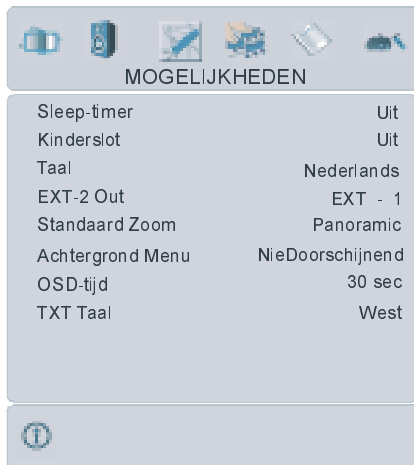 MOGELIJKHEDEN
Sleep-timer Uit
Kinderslot Uit
Taal Nederlands
EXT-2 Out EXT - 1
Standaard Zoom Panoramic
Achtergrond Menu NieDoorschijnend
OSD-tijd 30 sec
TXT Taal West